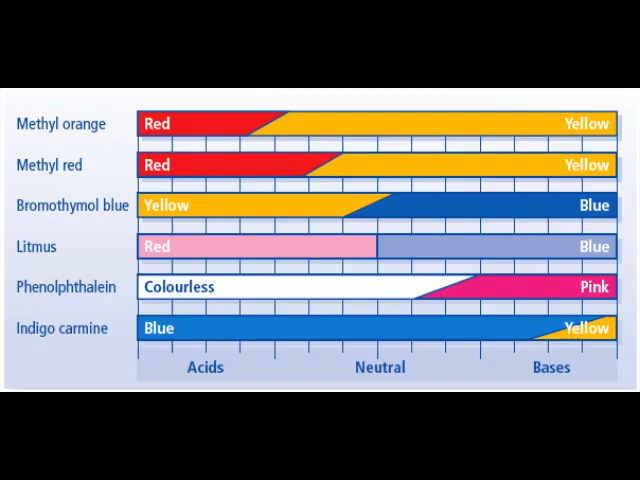 Methyl orange Red Yellow
Methyl red Red Yellow
Bromothymol blue Yellow Blue
Litmus Red Blue
Phenolphthalein Colourless Pink
Indigo carmine Blue Yellow
Acids Neutral Bases